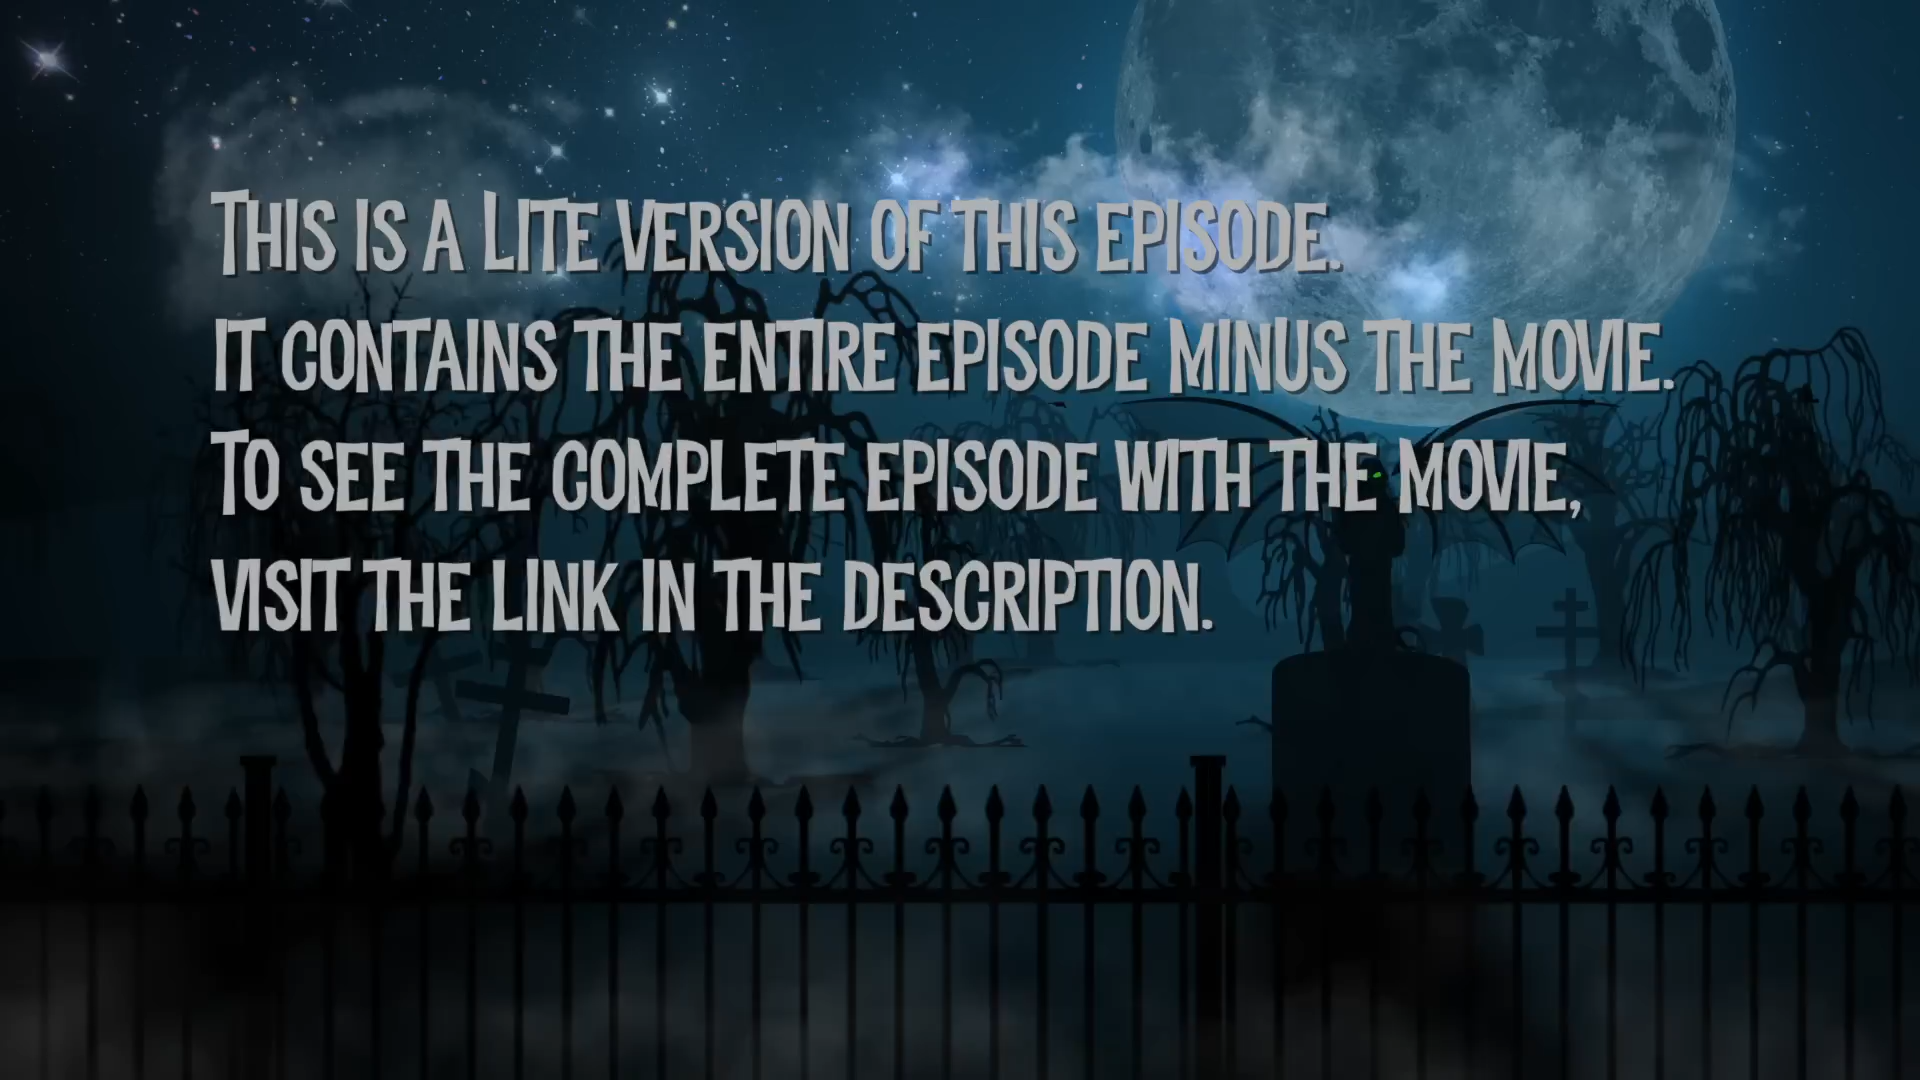 THIS IS A LITE VERSION OF THIS EPISODE.
IT CONTAINS THE ENTIRE EPISODE MINUS THE MOVIE.
TO SEE THE COMPLETE EPISODE WITH THE MOVIE,
VISIT THE LINK IN THE DESCRIPTION.